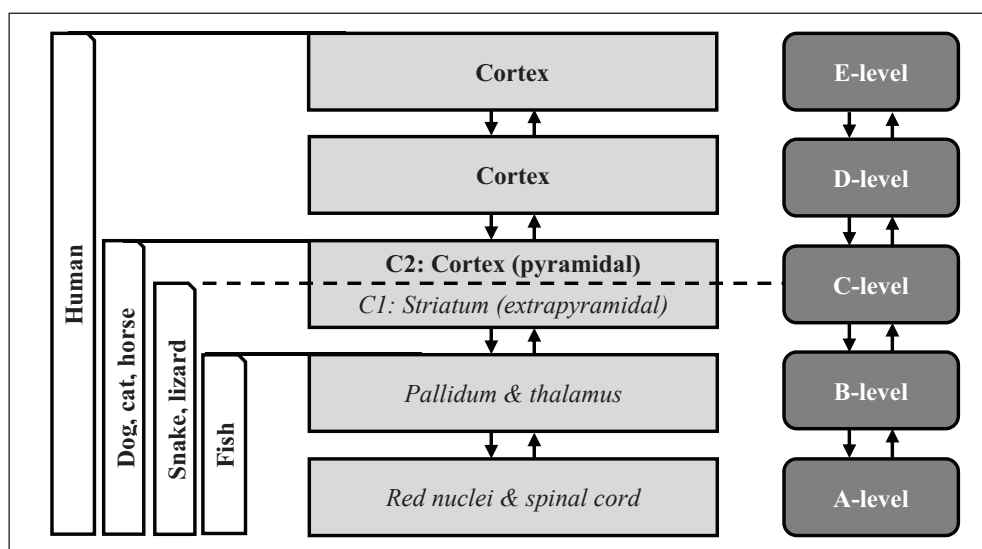 Human
Dog, cat, horse
Snake, lizard
Fish
Cortex
Cortex
C2: Cortex (pyramidal)
C1: Striatum (extrapyramidal)
Pallidum & thalamus
Red nuclei & spinal cord
E-level
D-level
C-level
B-level
A-level